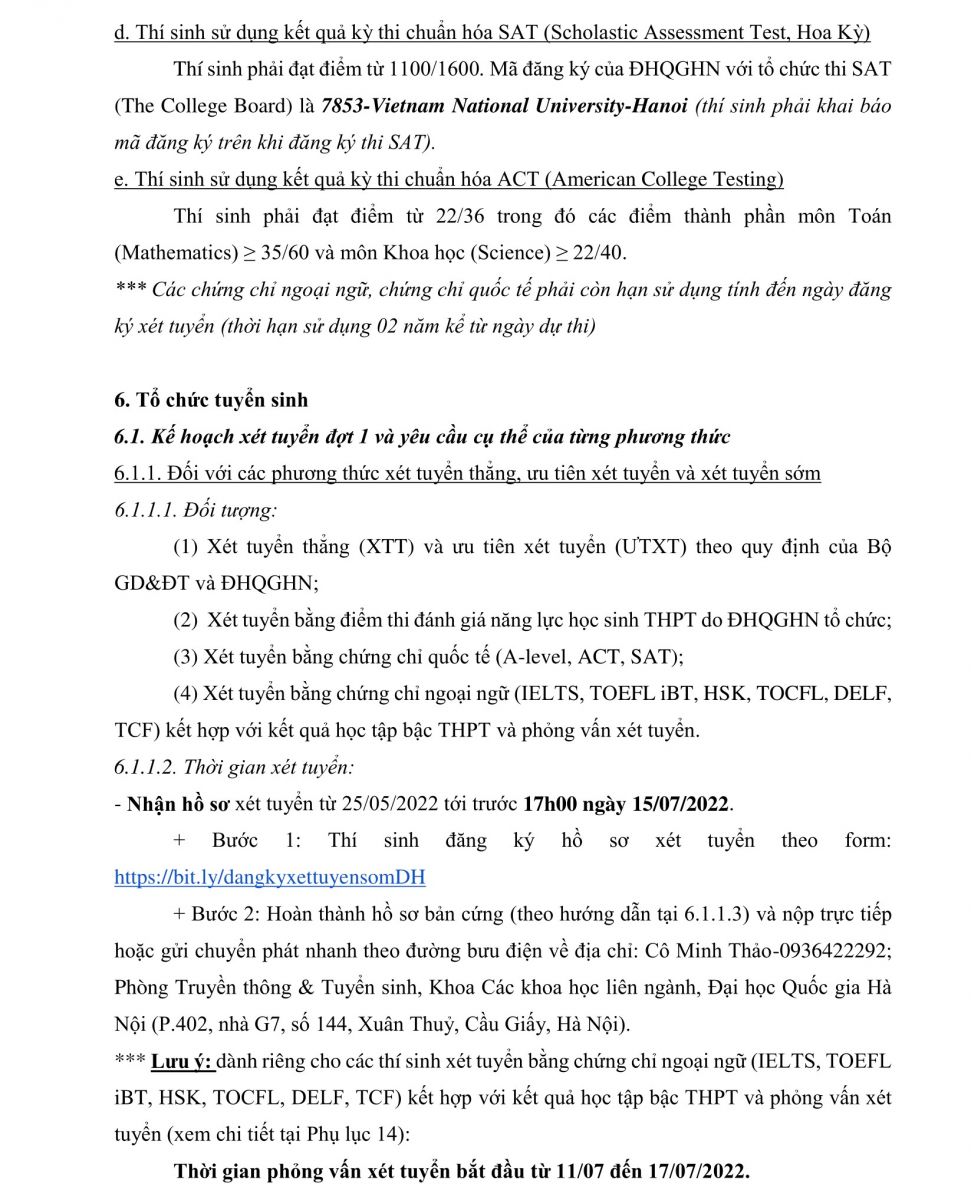 d. Thí sinh sử dụng kết quả kỳ thi chuẩn hóa SAT (Scholastic Assessment Test, Hoa Kỳ)
Thí sinh phải đạt điểm từ 1100/1600. Mã đăng ký của ĐHQGHN với tổ chức thi SAT
(The College Board) là 7853-Vietnam National University-Hanoi (thí sinh phải khai báo
mã đăng ký trên khi đăng ký thi SAT).
e. Thí sinh sử dụng kết quả kỳ thi chuẩn hóa ACT (American College Testing)
Thí sinh phải đạt điểm từ 22/36 trong đó các điểm thành phần môn Toán
(Mathematics) ≥ 35/60 và môn Khoa học (Science) ≥ 22/40.
*** Các chứng chỉ ngoại ngữ, chứng chỉ quốc tế phải còn hạn sử dụng tính đến ngày đăng
ký xét tuyển (thời hạn sử dụng 02 năm kể từ ngày dự thi)
6. Tổ chức tuyển sinh
6.1. Kế hoạch xét tuyển đợt 1 và yêu cầu cụ thể của từng phương thức
6.1.1. Đối với các phương thức xét tuyển thẳng, ưu tiên xét tuyển và xét tuyển sớm
6.1.1.1. Đối tượng:
(1) Xét tuyển thẳng (XTT) và ưu tiên xét tuyển (ƯTXT) theo quy định của Bộ
GD&ĐT và ĐHQGHN;
(2) Xét tuyển bằng điểm thi đánh giá năng lực học sinh THPT do ĐHQGHN tổ chức;
(3) Xét tuyển bằng chứng chỉ quốc tế (A-level, ACT, SAT);
(4) Xét tuyển bằng chứng chỉ ngoại ngữ (IELTS, TOEFL iBT, HSK, TOCFL, DELF,
TCF) kết hợp với kết quả học tập bậc THPT và phỏng vấn xét tuyển.
6.1.1.2. Thời gian xét tuyển:
- Nhận hồ sơ xét tuyển từ 25/05/2022 tới trước 17h00 ngày 15/07/2022.
+ Bước 1: Thí sinh đăng ký hồ sơ xét tuyển theo form:
https://bit.ly/dangkyxettuyensomDH
+ Bước 2: Hoàn thành hồ sơ bản cứng (theo hướng dẫn tại 6.1.1.3) và nộp trực tiếp
hoặc gửi chuyển phát nhanh theo đường bưu điện về địa chỉ: Cô Minh Thảo-0936422292;
Phòng Truyền thông & Tuyển sinh, Khoa Các khoa học liên ngành, Đại học Quốc gia Hà
Nội (P.402, nhà G7, số 144, Xuân Thuỷ, Cầu Giấy, Hà Nội).
*** Lưu ý: dành riêng cho các thí sinh xét tuyển bằng chứng chỉ ngoại ngữ (IELTS, TOEFL
iBT, HSK, TOCFL, DELF, TCF) kết hợp với kết quả học tập bậc THPT và phỏng vấn xét
tuyển (xem chi tiết tại Phụ lục 14):
Thời gian phỏng vấn xét tuyển bắt đầu từ 11/07 đến 17/07/2022.